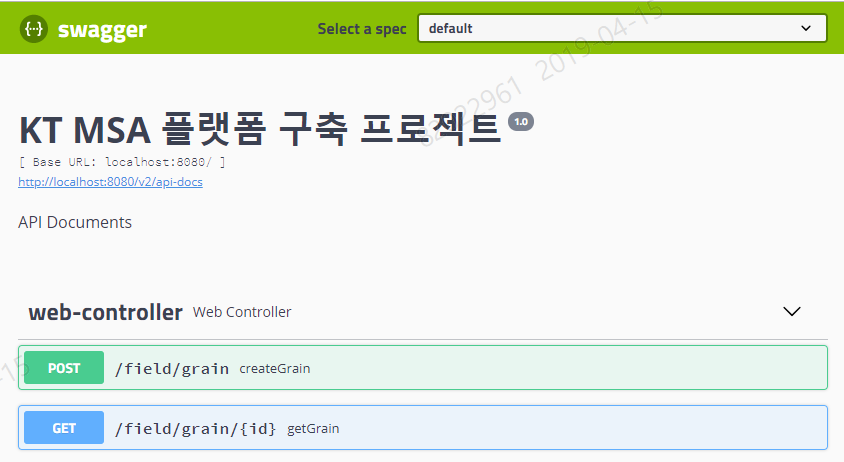 swagger
Select a spec default
KT MSA 플랫폼 구축 프로젝트 1.0
[ Base URL: localhost:8080/ ]
http://localhost:8080/v2/api-docs
API Documents
web-controller Web Controller
POST /field/grain createGrain
GET /field/grain/{id} getGrain
2019-04-15